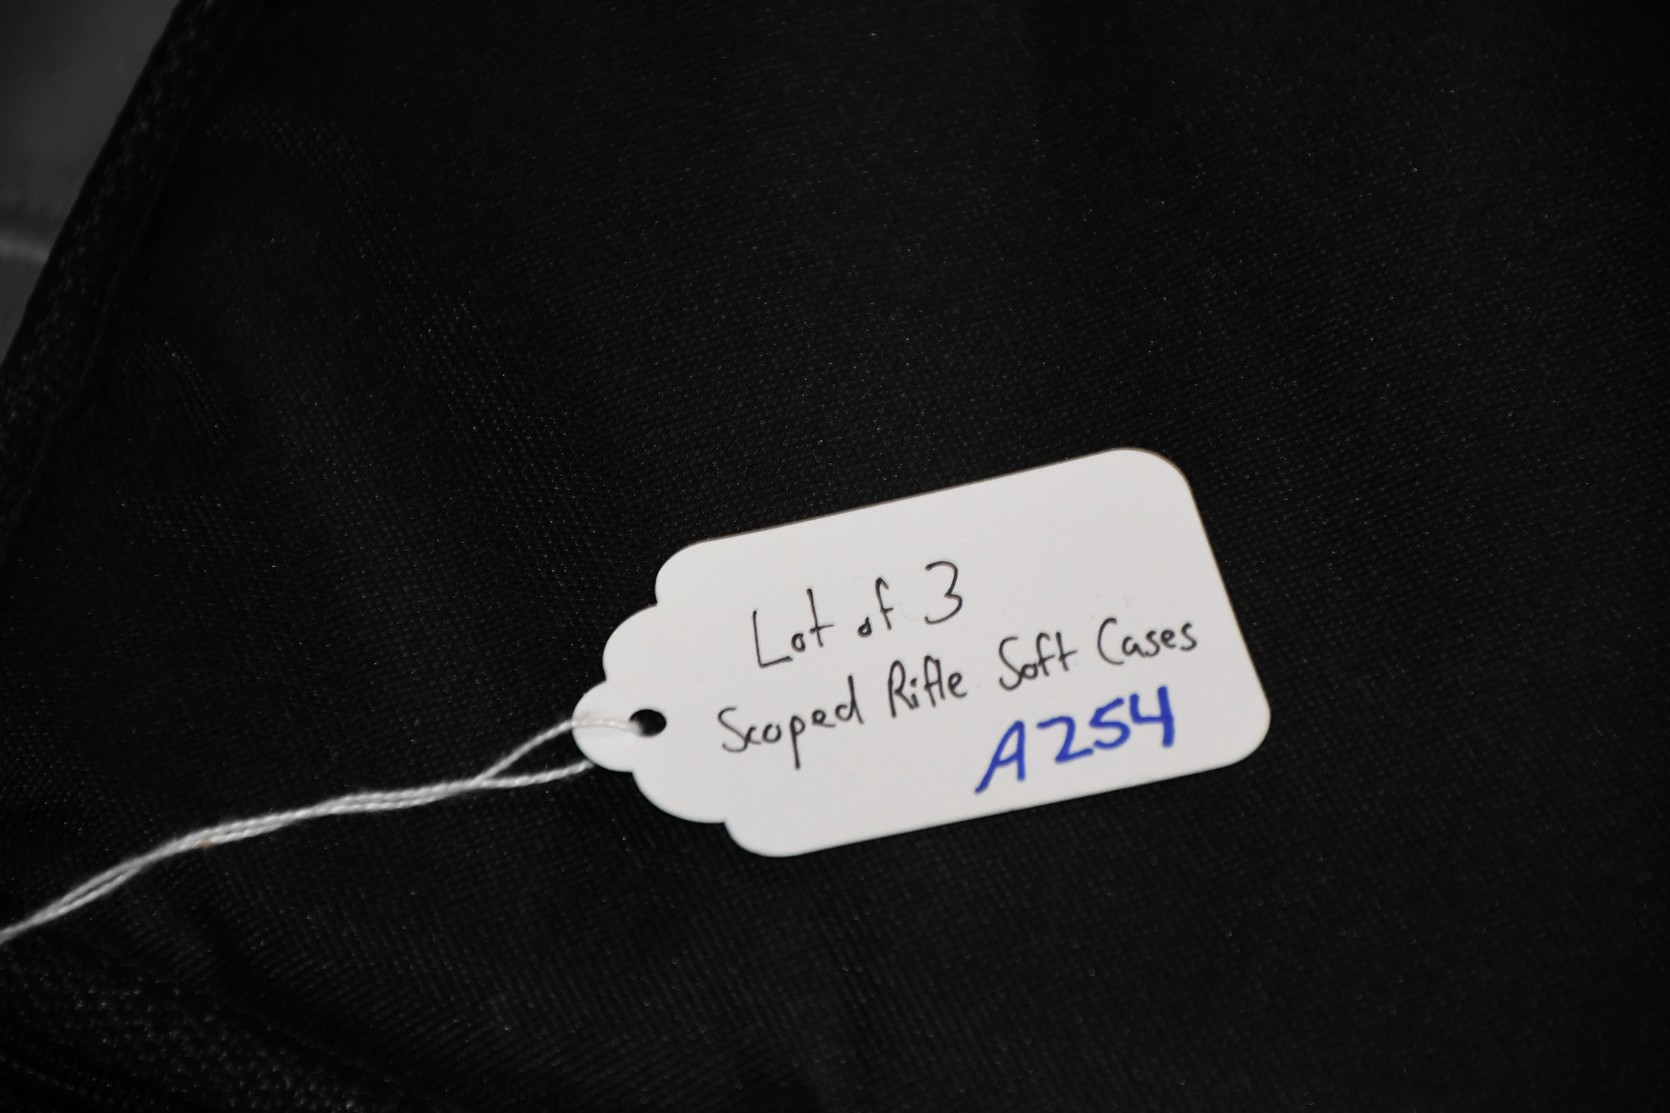 Lot of 3
Scoped Rifle Soft Cases
A254